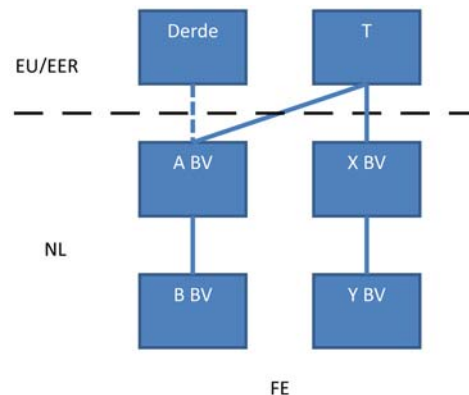 Derde
T
EU/EER
A BV
X BV
NL
B BV
Y BV
FE